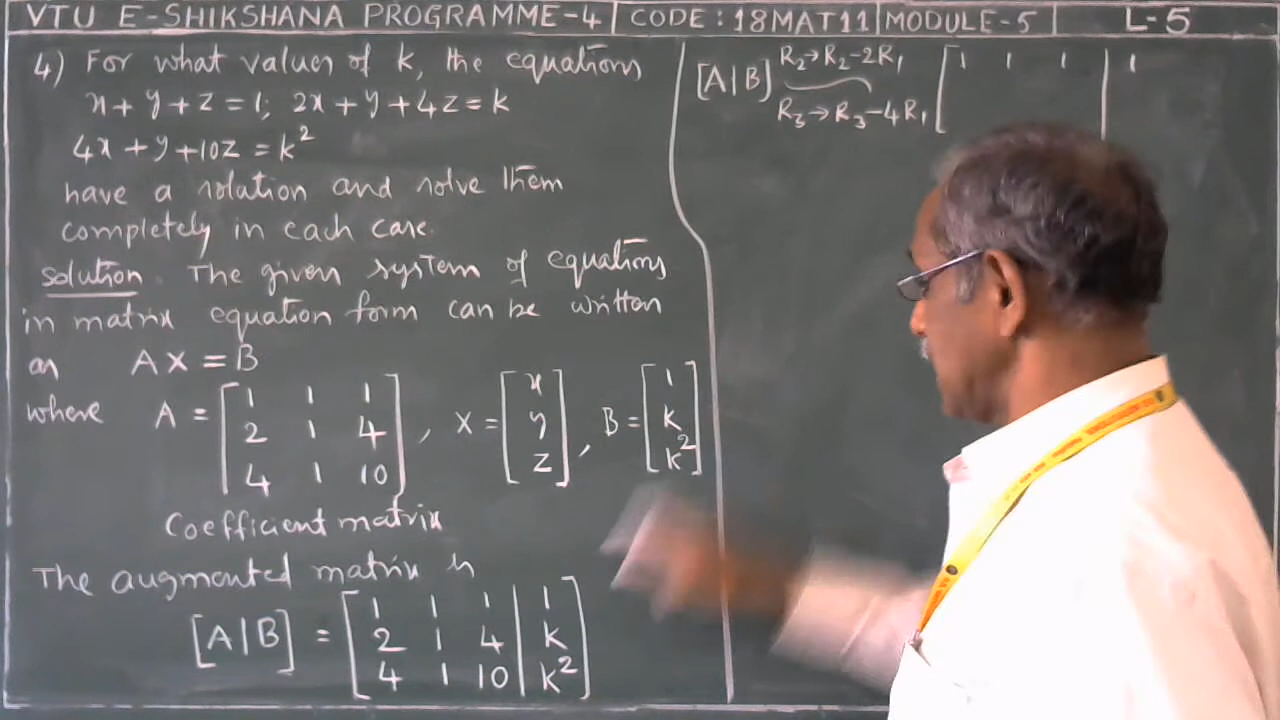 VTU E-SHIKSHANA PROGRAMME-4 | CODE: 18MAT11 | MODULE-5 | L-5
4) For what values of k, the equations
x+y+z=1; 2x+y+4z=k
4x+y+10z=k²
have a solution and solve them
completely in each case.
Solution. The given system of equations
in matrix equation form can be written
as AX=B
where A = [1 1 1
2 1 4
4 1 10], X = [x
y
z], B = [1
k
k²]
Coefficient matrix
The augmented matrix is
[A|B] = [1 1 1 | 1
2 1 4 | k
4 1 10 | k²]
[A|B] R₂→R₂-2R₁
R₃→R₃-4R₁ [1 1 1 | 1